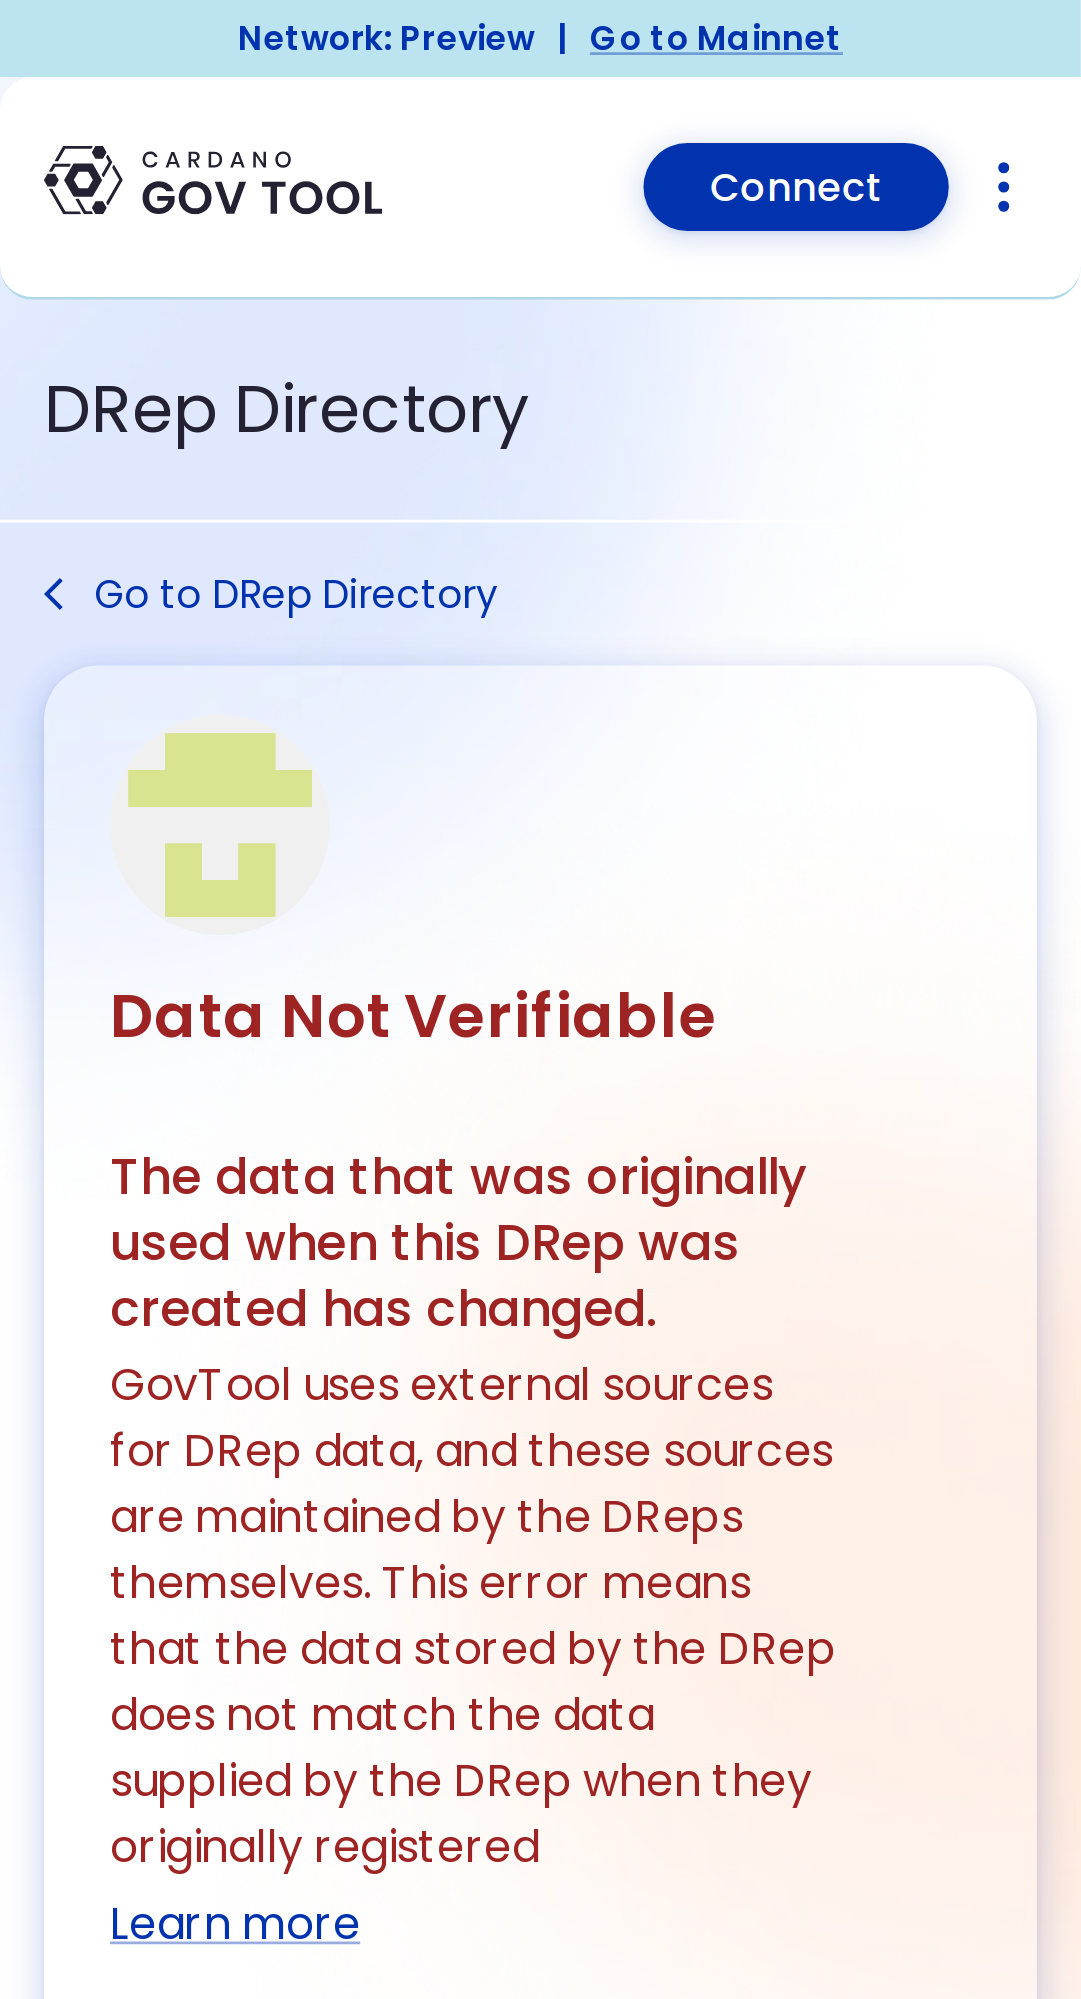 Network: Preview | Go to Mainnet
CARDANO
GOV TOOL
Connect
DRep Directory
Go to DRep Directory
Data Not Verifiable
The data that was originally
used when this DRep was
created has changed.
GovTool uses external sources
for DRep data, and these sources
are maintained by the DReps
themselves. This error means
that the data stored by the DRep
does not match the data
supplied by the DRep when they
originally registered
Learn more